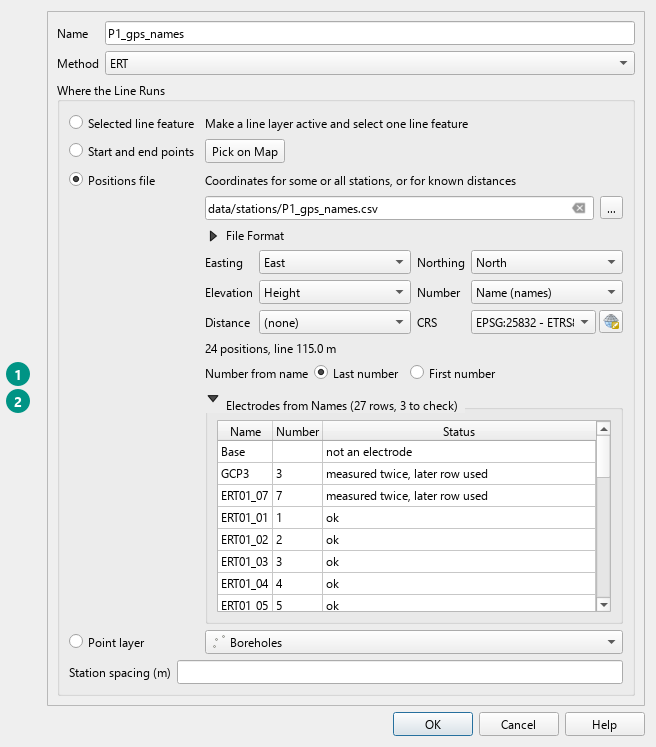 Name P1_gps_names
Method ERT
Where the Line Runs
Selected line feature Make a line layer active and select one line feature
Start and end points Pick on Map
Positions file Coordinates for some or all stations, or for known distances
data/stations/P1_gps_names.csv ...
File Format
Easting East Northing North
Elevation Height Number Name (names)
Distance (none) CRS EPSG:25832 - ETRS8
24 positions, line 115.0 m
1 Number from name Last number First number
2 Electrodes from Names (27 rows, 3 to check)
Name Number Status
Base not an electrode
GCP3 3 measured twice, later row used
ERT01_07 7 measured twice, later row used
ERT01_01 1 ok
ERT01_02 2 ok
ERT01_03 3 ok
ERT01_04 4 ok
ERT01_05 5 ok
Point layer Boreholes
Station spacing (m)
OK Cancel Help